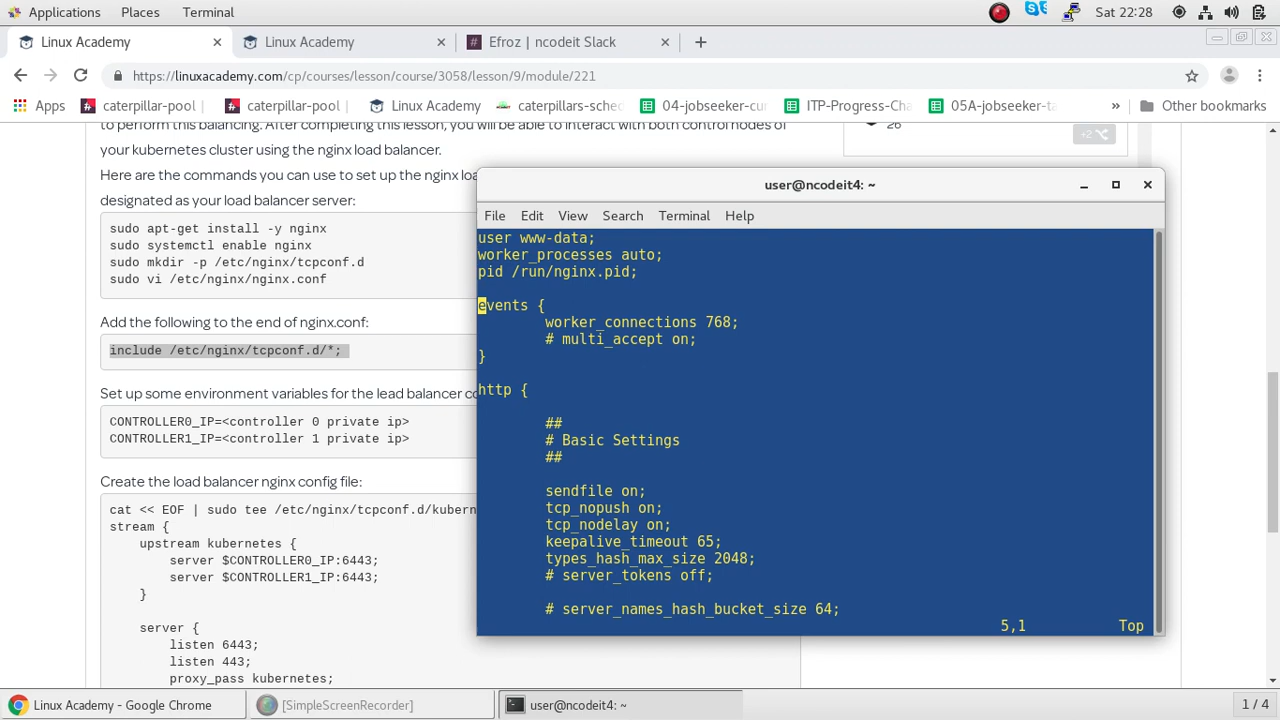 Applications Places Terminal Sat 22:28
Linux Academy Linux Academy Efroz | ncodeit Slack
https://linuxacademy.com/cp/courses/lesson/course/3058/lesson/9/module/221
Apps caterpillar-pool caterpillar-pool Linux Academy caterpillars-sche 04-jobseeker-cur ITP-Progress-Cha 05A-jobseeker-ta » Other bookmarks
to perform this balancing. After completing this lesson, you will be able to interact with both control nodes of
26
+2
your kubernetes cluster using the nginx load balancer.
Here are the commands you can use to set up the nginx loa
designated as your load balancer server:
sudo apt-get install -y nginx
sudo systemctl enable nginx
sudo mkdir -p /etc/nginx/tcpconf.d
sudo vi /etc/nginx/nginx.conf
Add the following to the end of nginx.conf:
include /etc/nginx/tcpconf.d/*;
Set up some environment variables for the lead balancer co
CONTROLLER0_IP=<controller 0 private ip>
CONTROLLER1_IP=<controller 1 private ip>
Create the load balancer nginx config file:
cat << EOF | sudo tee /etc/nginx/tcpconf.d/kubern
stream {
upstream kubernetes {
server $CONTROLLER0_IP:6443;
server $CONTROLLER1_IP:6443;
}
server {
listen 6443;
listen 443;
proxy_pass kubernetes;
user@ncodeit4: ~
File Edit View Search Terminal Help
user www-data;
worker_processes auto;
pid /run/nginx.pid;
events {
worker_connections 768;
# multi_accept on;
}
http {
##
# Basic Settings
##
sendfile on;
tcp_nopush on;
tcp_nodelay on;
keepalive_timeout 65;
types_hash_max_size 2048;
# server_tokens off;
# server_names_hash_bucket_size 64;
5,1 Top
Linux Academy - Google Chrome [SimpleScreenRecorder] user@ncodeit4: ~ 1 / 4